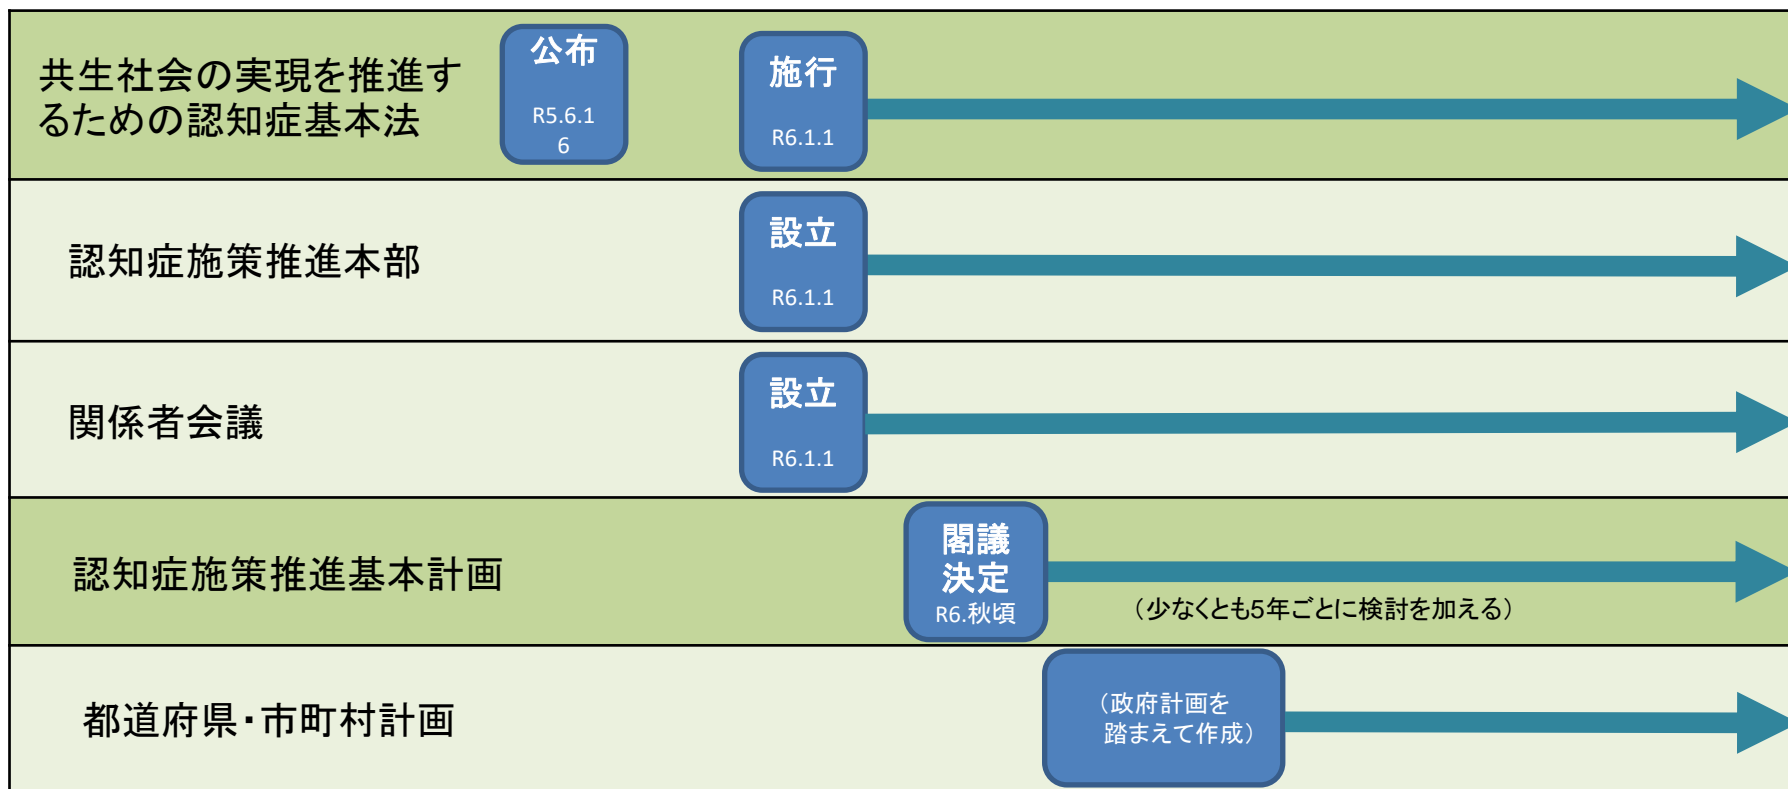 共生社会の実現を推進す
るための認知症基本法
公布
R5.6.1
6
施行
R6.1.1
認知症施策推進本部
設立
R6.1.1
関係者会議
設立
R6.1.1
認知症施策推進基本計画
閣議
決定
R6.秋頃
（少なくとも5年ごとに検討を加える）
都道府県・市町村計画
（政府計画を
踏まえて作成）